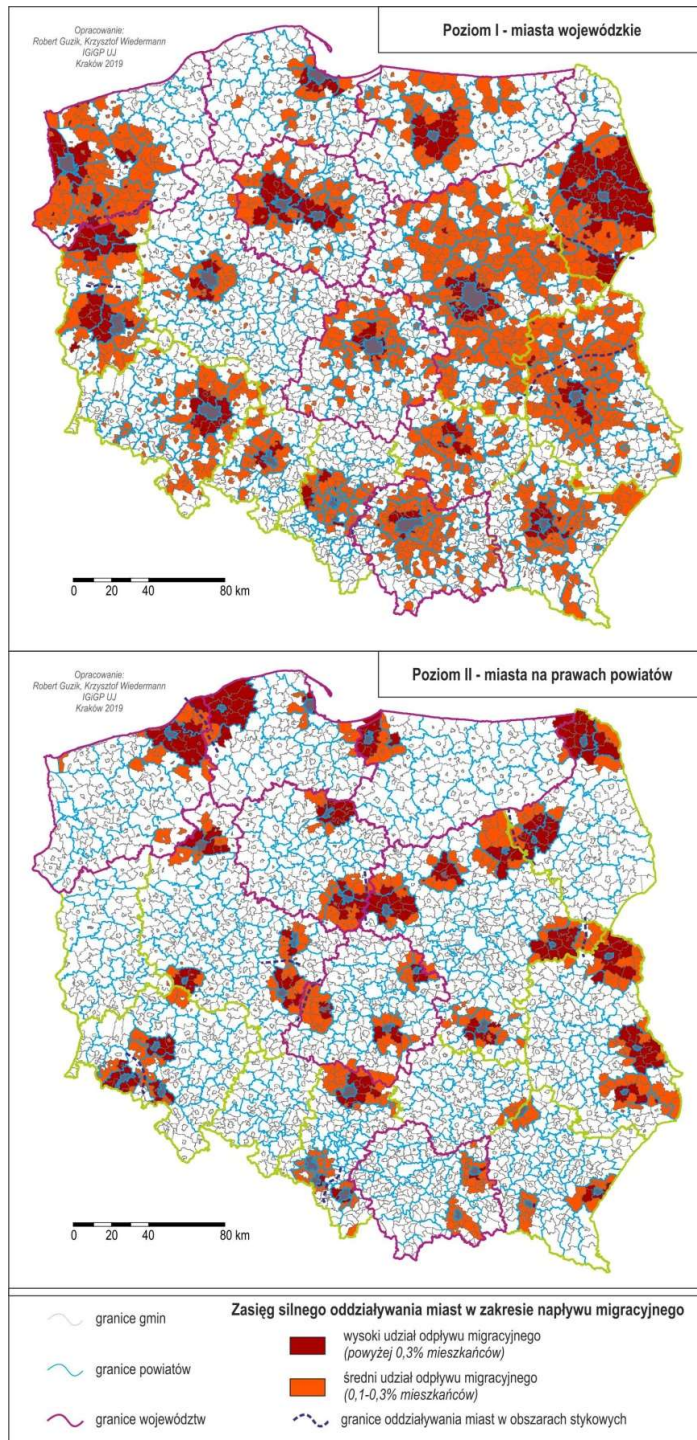 Opracowanie:
Robert Guzik, Krzysztof Wiedermann
IGiGP UJ
Kraków 2019
Poziom I - miasta wojewódzkie
0 20 40 80 km
Opracowanie:
Robert Guzik, Krzysztof Wiedermann
IGiGP UJ
Kraków 2019
Poziom II - miasta na prawach powiatów
0 20 40 80 km
Zasięg silnego oddziaływania miast w zakresie napływu migracyjnego
granice gmin
granice powiatów
granice województw
wysoki udział odpływu migracyjnego
(powyżej 0,3% mieszkańców)
średni udział odpływu migracyjnego
(0,1-0,3% mieszkańców)
granice oddziaływania miast w obszarach stykowych